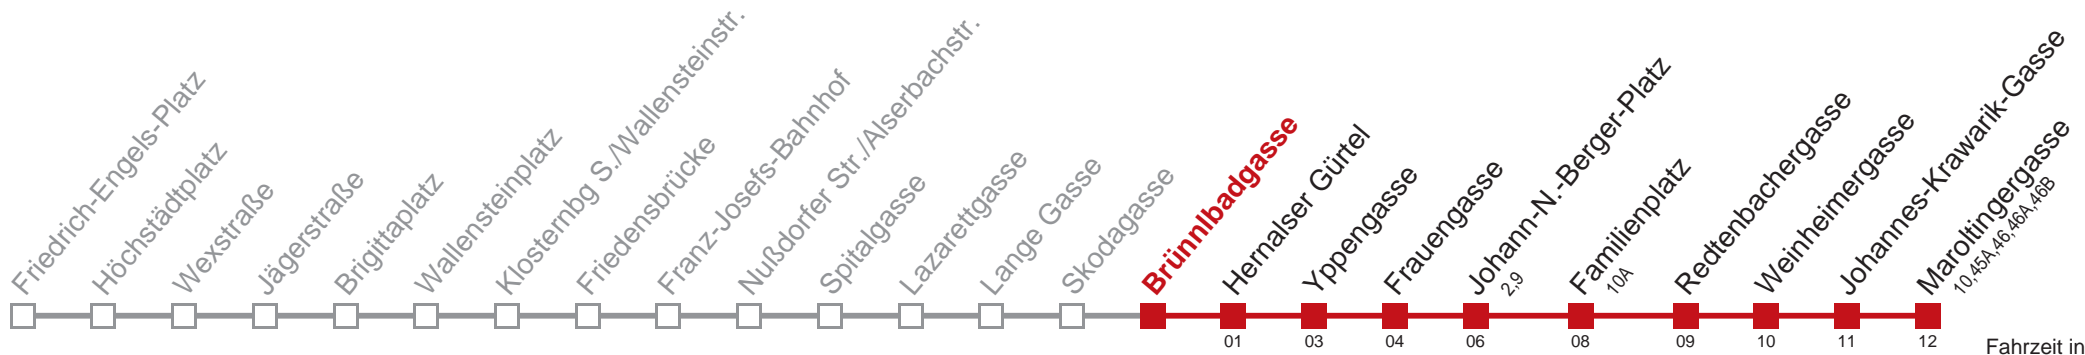 Friedrich-Engels-Platz
Höchstädtplatz
Wexstraße
Jägerstraße
Brigittaplatz
Wallensteinplatz
Klosternbg S./Wallensteinstr.
Friedensbrücke
Franz-Josefs-Bahnhof
Nußdorfer Str./Alserbachstr.
Spitalgasse
Lazarettgasse
Lange Gasse
Skodagasse
Brünnlbadgasse
Hernalser Gürtel
Yppengasse
Frauengasse
Johann-N.-Berger-Platz
2,9
Familienplatz
10A
Redtenbachergasse
Weinheimergasse
Johannes-Krawarik-Gasse
Maroltingergasse
10,45A,46,46A,46B
01 03 04 06 08 09 10 11 12
Fahrzeit in